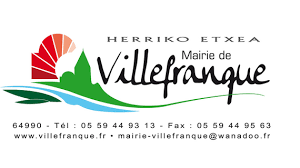 HERRIKO ETXEA
Mairie de
Villefranque
64990 - Tél : 05 59 44 93 13 - Fax : 05 59 44 95 63
www.villefranque.fr • mairie-villefranque@wanadoo.fr